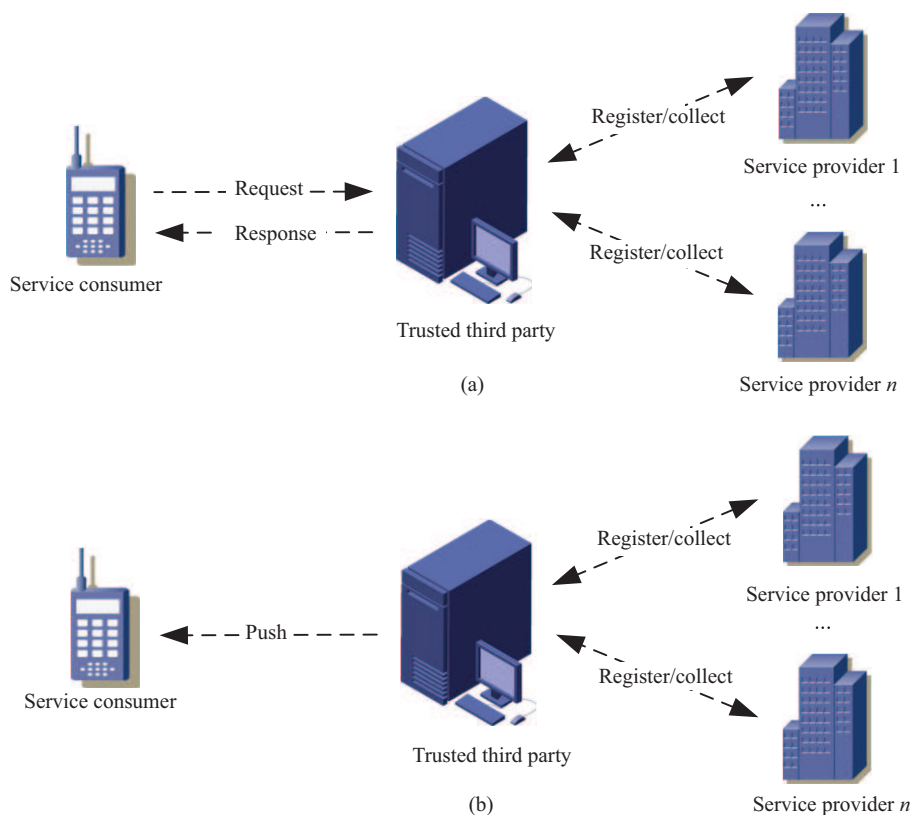 Register/collect
Service provider 1
...
Request
Response
Service consumer
Register/collect
Trusted third party
Service provider n
(a)
Register/collect
Service provider 1
...
Push
Service consumer
Register/collect
Trusted third party
Service provider n
(b)